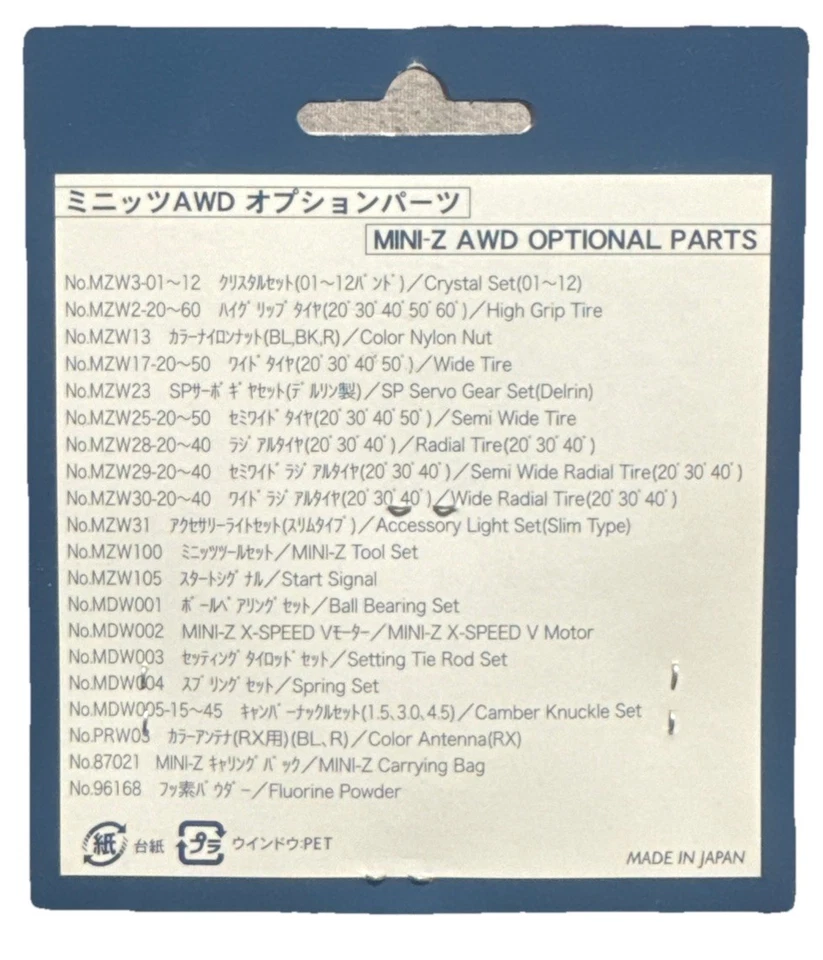 ミニッツAWD オプションパーツ
MINI-Z AWD OPTIONAL PARTS
No.MZW3-01～12 ｸﾘｽﾀﾙｾｯﾄ(01～12ﾊﾞﾝﾄﾞ)／Crystal Set(01～12)
No.MZW2-20～60 ﾊｲｸﾞﾘｯﾌﾟﾀｲﾔ(20ﾟ30ﾟ40ﾟ50ﾟ60ﾟ)／High Grip Tire
No.MZW13 ｶﾗｰﾅｲﾛﾝﾅｯﾄ(BL,BK,R)／Color Nylon Nut
No.MZW17-20～50 ﾜｲﾄﾞﾀｲﾔ(20ﾟ30ﾟ40ﾟ50ﾟ)／Wide Tire
No.MZW23 SPｻｰﾎﾞｷﾞﾔｾｯﾄ(ﾃﾞﾙﾘﾝ製)／SP Servo Gear Set(Delrin)
No.MZW25-20～50 ｾﾐﾜｲﾄﾞﾀｲﾔ(20ﾟ30ﾟ40ﾟ50ﾟ)／Semi Wide Tire
No.MZW28-20～40 ﾗｼﾞｱﾙﾀｲﾔ(20ﾟ30ﾟ40ﾟ)／Radial Tire(20ﾟ30ﾟ40ﾟ)
No.MZW29-20～40 ｾﾐﾜｲﾄﾞﾗｼﾞｱﾙﾀｲﾔ(20ﾟ30ﾟ40ﾟ)／Semi Wide Radial Tire(20ﾟ30ﾟ40ﾟ)
No.MZW30-20～40 ﾜｲﾄﾞﾗｼﾞｱﾙﾀｲﾔ(20ﾟ30ﾟ40ﾟ)／Wide Radial Tire(20ﾟ30ﾟ40ﾟ)
No.MZW31 ｱｸｾｻﾘｰﾗｲﾄｾｯﾄ(ｽﾘﾑﾀｲﾌﾟ)／Accessory Light Set(Slim Type)
No.MZW100 ﾐﾆｯﾂﾂｰﾙｾｯﾄ／MINI-Z Tool Set
No.MZW105 ｽﾀｰﾄｼｸﾞﾅﾙ／Start Signal
No.MDW001 ﾎﾞｰﾙﾍﾞｱﾘﾝｸﾞｾｯﾄ／Ball Bearing Set
No.MDW002 MINI-Z X-SPEED Vﾓｰﾀｰ／MINI-Z X-SPEED V Motor
No.MDW003 ｾｯﾃｨﾝｸﾞﾀｲﾛｯﾄﾞｾｯﾄ／Setting Tie Rod Set
No.MDW004 ｽﾌﾟﾘﾝｸﾞｾｯﾄ／Spring Set
No.MDW005-15～45 ｷｬﾝﾊﾞｰﾅｯｸﾙｾｯﾄ(1.5,3.0,4.5)／Camber Knuckle Set
No.PRW03 ｶﾗｰｱﾝﾃﾅ(RX用)(BL,R)／Color Antenna(RX)
No.87021 MINI-Z ｷｬﾘﾝｸﾞﾊﾞｯｸ／MINI-Z Carrying Bag
No.96168 ﾌｯ素ﾊﾟｳﾀﾞｰ／Fluorine Powder
紙 台紙 プラ ウインドウ:PET
MADE IN JAPAN